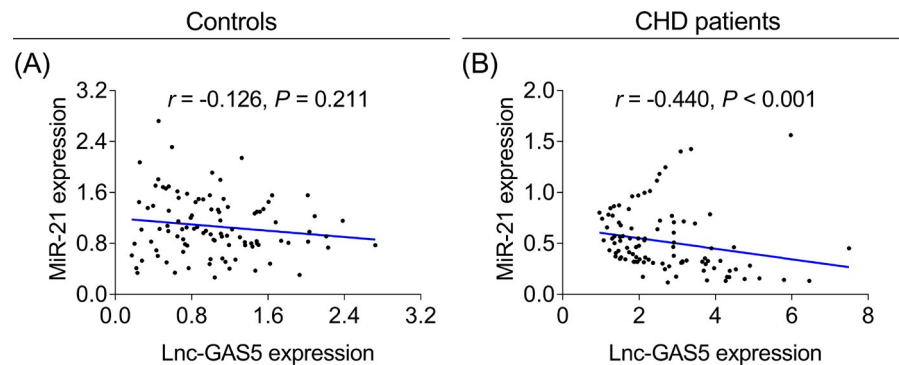 Controls
CHD patients
(A)
(B)
r = -0.126, P = 0.211
MiR-21 expression
3.2
2.4
1.6
0.8
0.0
0.0 0.8 1.6 2.4 3.2
Lnc-GAS5 expression
r = -0.440, P < 0.001
MiR-21 expression
2.0
1.5
1.0
0.5
0.0
0 2 4 6 8
Lnc-GAS5 expression